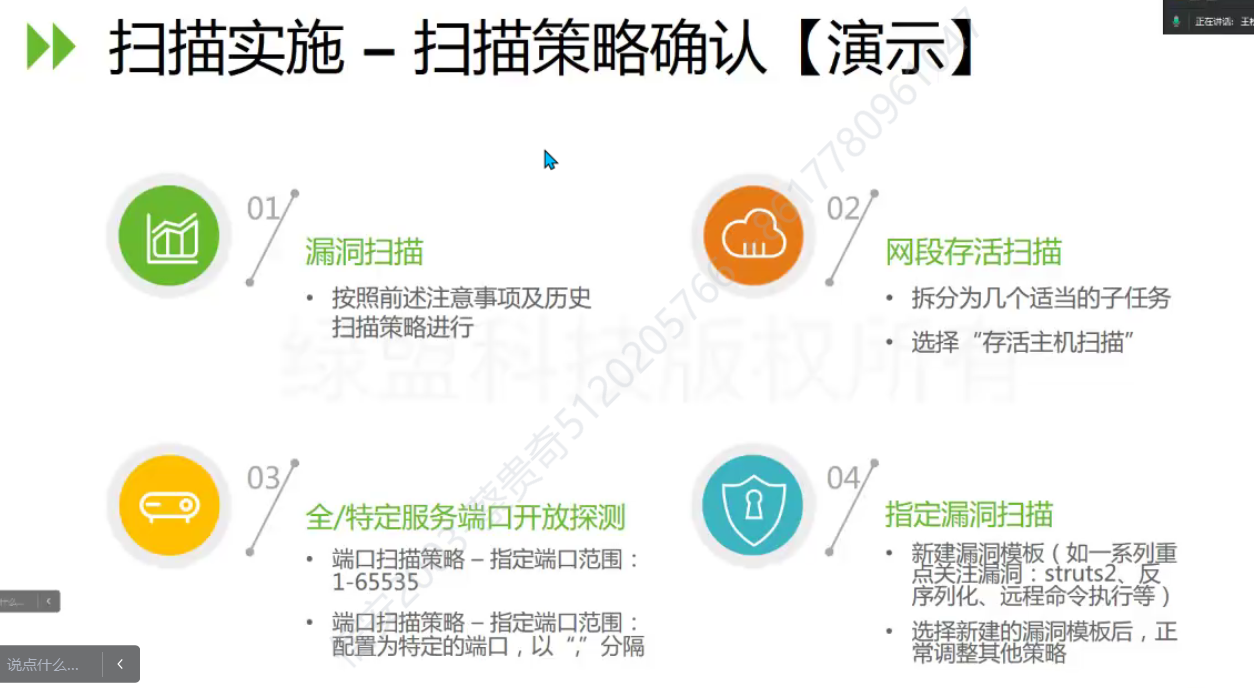 扫描实施 – 扫描策略确认【演示】
正在讲话:
01
漏洞扫描
• 按照前述注意事项及历史
扫描策略进行
02
网段存活扫描
• 拆分为几个适当的子任务
• 选择“存活主机扫描”
绿盟科技版权所有
03
全/特定服务端口开放探测
• 端口扫描策略 – 指定端口范围：
1-65535
• 端口扫描策略 – 指定端口范围：
配置为特定的端口，以“,”分隔
04
指定漏洞扫描
• 新建漏洞模板（如一系列重
点关注漏洞：struts2、反
序列化、远程命令执行等）
• 选择新建的漏洞模板后，正
常调整其他策略
什么...
说点什么...